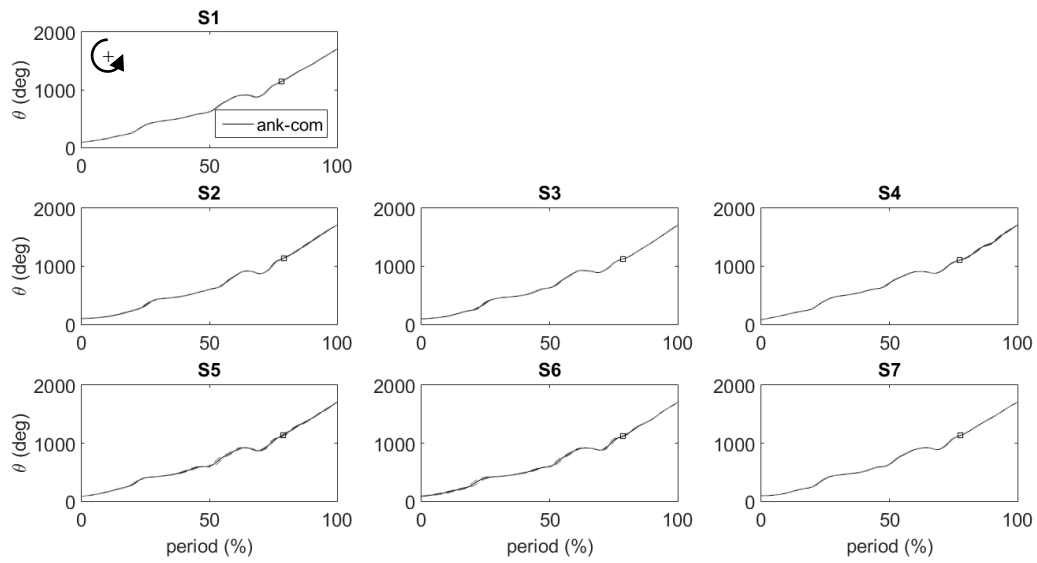 S1
2000
1000
0
θ (deg)
ank-com
0 50 100
S2 S3 S4
2000 2000 2000
1000 1000 1000
0 0 0
θ (deg)
0 50 100 0 50 100 0 50 100
S5 S6 S7
2000 2000 2000
1000 1000 1000
0 0 0
θ (deg)
0 50 100 0 50 100 0 50 100
period (%) period (%) period (%)